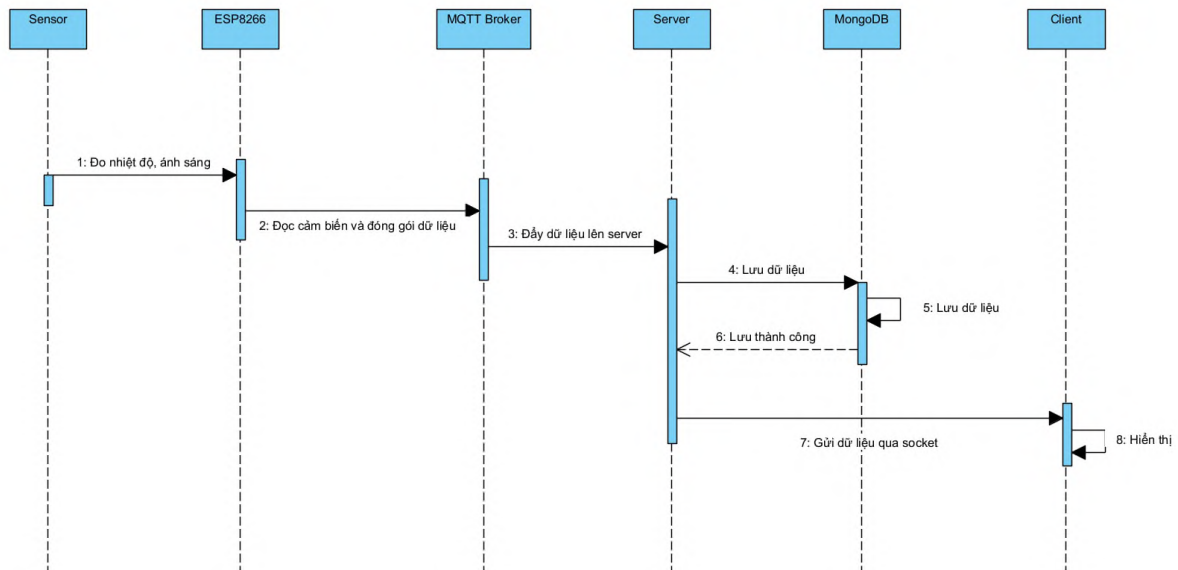 Sensor
ESP8266
MQTT Broker
Server
MongoDB
Client
1: Đo nhiệt độ, ánh sáng
2: Đọc cảm biến và đóng gói dữ liệu
3: Đẩy dữ liệu lên server
4: Lưu dữ liệu
5: Lưu dữ liệu
6: Lưu thành công
7: Gửi dữ liệu qua socket
8: Hiển thị